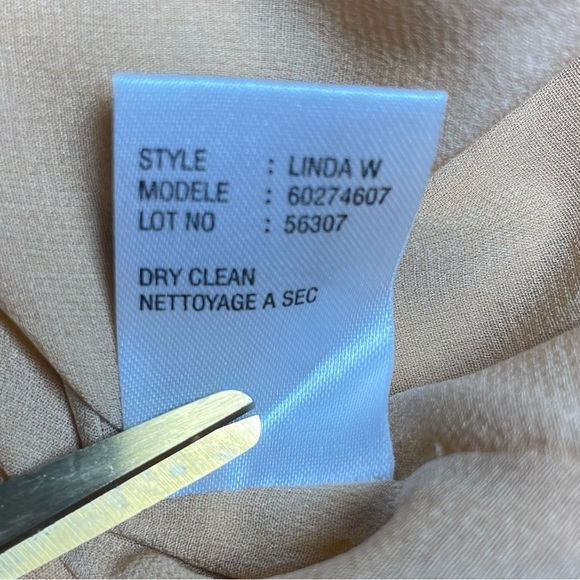 STYLE : LINDA W
MODELE : 60274607
LOT NO : 56307
DRY CLEAN
NETTOYAGE A SEC